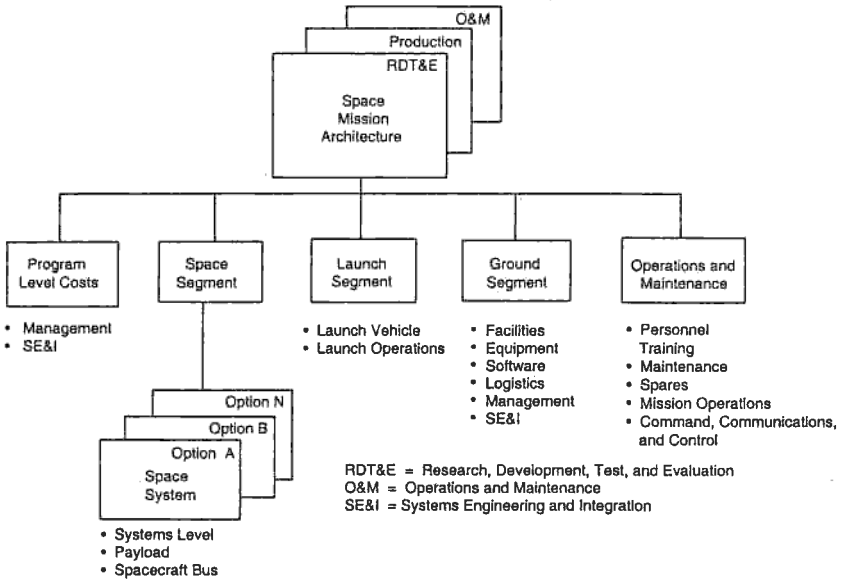 O&M
Production
RDT&E
Space
Mission
Architecture
Program
Level Costs
Space
Segment
Launch
Segment
Ground
Segment
Operations and
Maintenance
• Management
• SE&I
• Launch Vehicle
• Launch Operations
• Facilities
• Equipment
• Software
• Logistics
• Management
• SE&I
• Personnel
Training
• Maintenance
• Spares
• Mission Operations
• Command, Communications,
and Control
Option N
Option B
Option A
Space
System
• Systems Level
• Payload
• Spacecraft Bus
RDT&E = Research, Development, Test, and Evaluation
O&M = Operations and Maintenance
SE&I = Systems Engineering and Integration